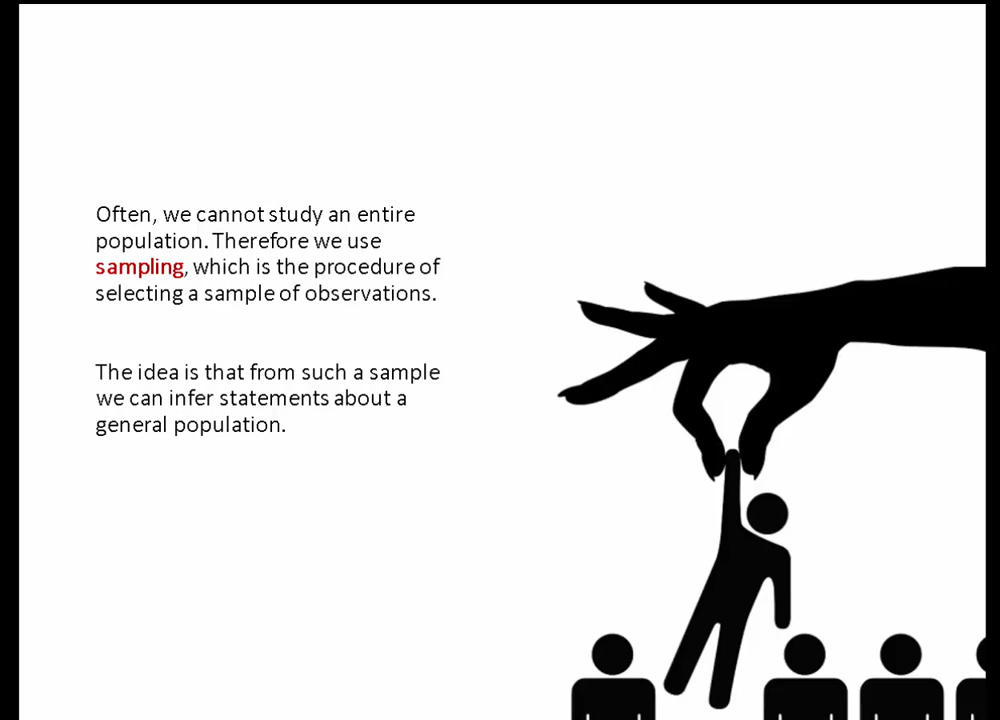 Often, we cannot study an entire
population. Therefore we use
sampling, which is the procedure of
selecting a sample of observations.
The idea is that from such a sample
we can infer statements about a
general population.